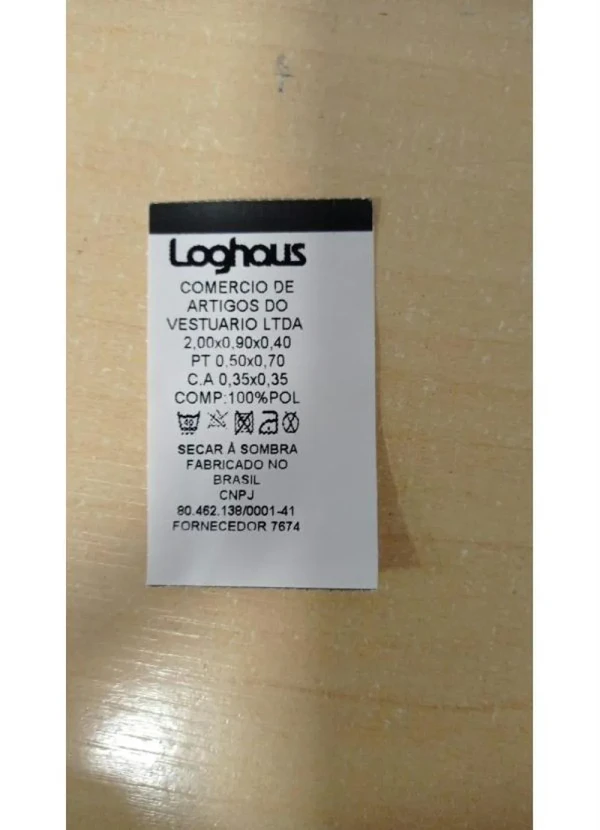 Loghaus
COMERCIO DE
ARTIGOS DO
VESTUARIO LTDA
2,00x0,90x0,40
PT 0,50x0,70
C.A 0,35x0,35
COMP:100%POL
40
SECAR À SOMBRA
FABRICADO NO
BRASIL
CNPJ
80.462.138/0001-41
FORNECEDOR 7674